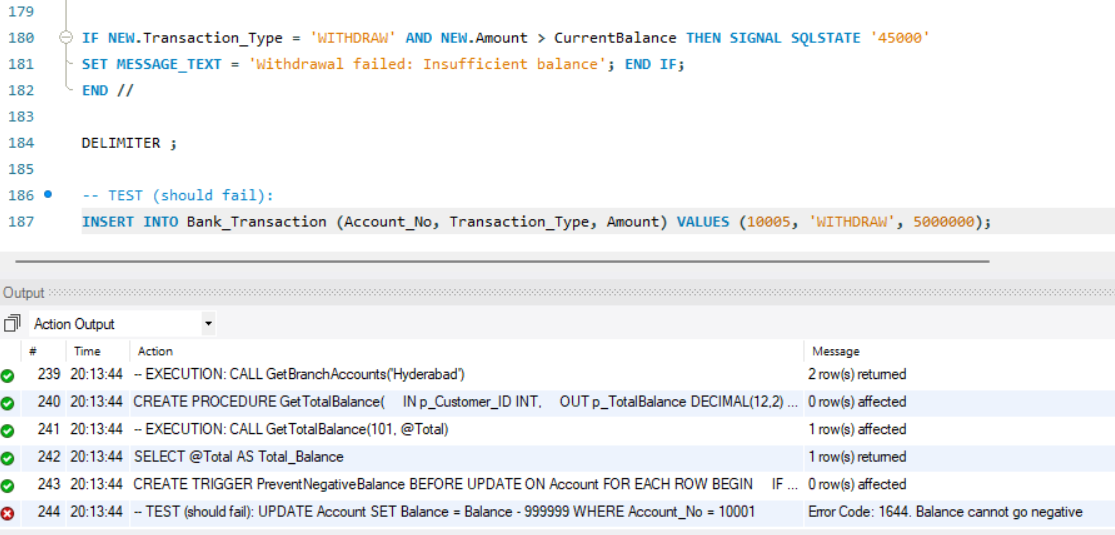 179
180 IF NEW.Transaction_Type = 'WITHDRAW' AND NEW.Amount > CurrentBalance THEN SIGNAL SQLSTATE '45000'
181 SET MESSAGE_TEXT = 'Withdrawal failed: Insufficient balance'; END IF;
182 END //
183
184 DELIMITER ;
185
186 -- TEST (should fail):
187 INSERT INTO Bank_Transaction (Account_No, Transaction_Type, Amount) VALUES (10005, 'WITHDRAW', 5000000);
Output
Action Output
# Time Action Message
239 20:13:44 -- EXECUTION: CALL GetBranchAccounts('Hyderabad') 2 row(s) returned
240 20:13:44 CREATE PROCEDURE GetTotalBalance( IN p_Customer_ID INT, OUT p_TotalBalance DECIMAL(12,2) ... 0 row(s) affected
241 20:13:44 -- EXECUTION: CALL GetTotalBalance(101, @Total) 1 row(s) affected
242 20:13:44 SELECT @Total AS Total_Balance 1 row(s) returned
243 20:13:44 CREATE TRIGGER PreventNegativeBalance BEFORE UPDATE ON Account FOR EACH ROW BEGIN IF ... 0 row(s) affected
244 20:13:44 -- TEST (should fail): UPDATE Account SET Balance = Balance - 999999 WHERE Account_No = 10001 Error Code: 1644. Balance cannot go negative